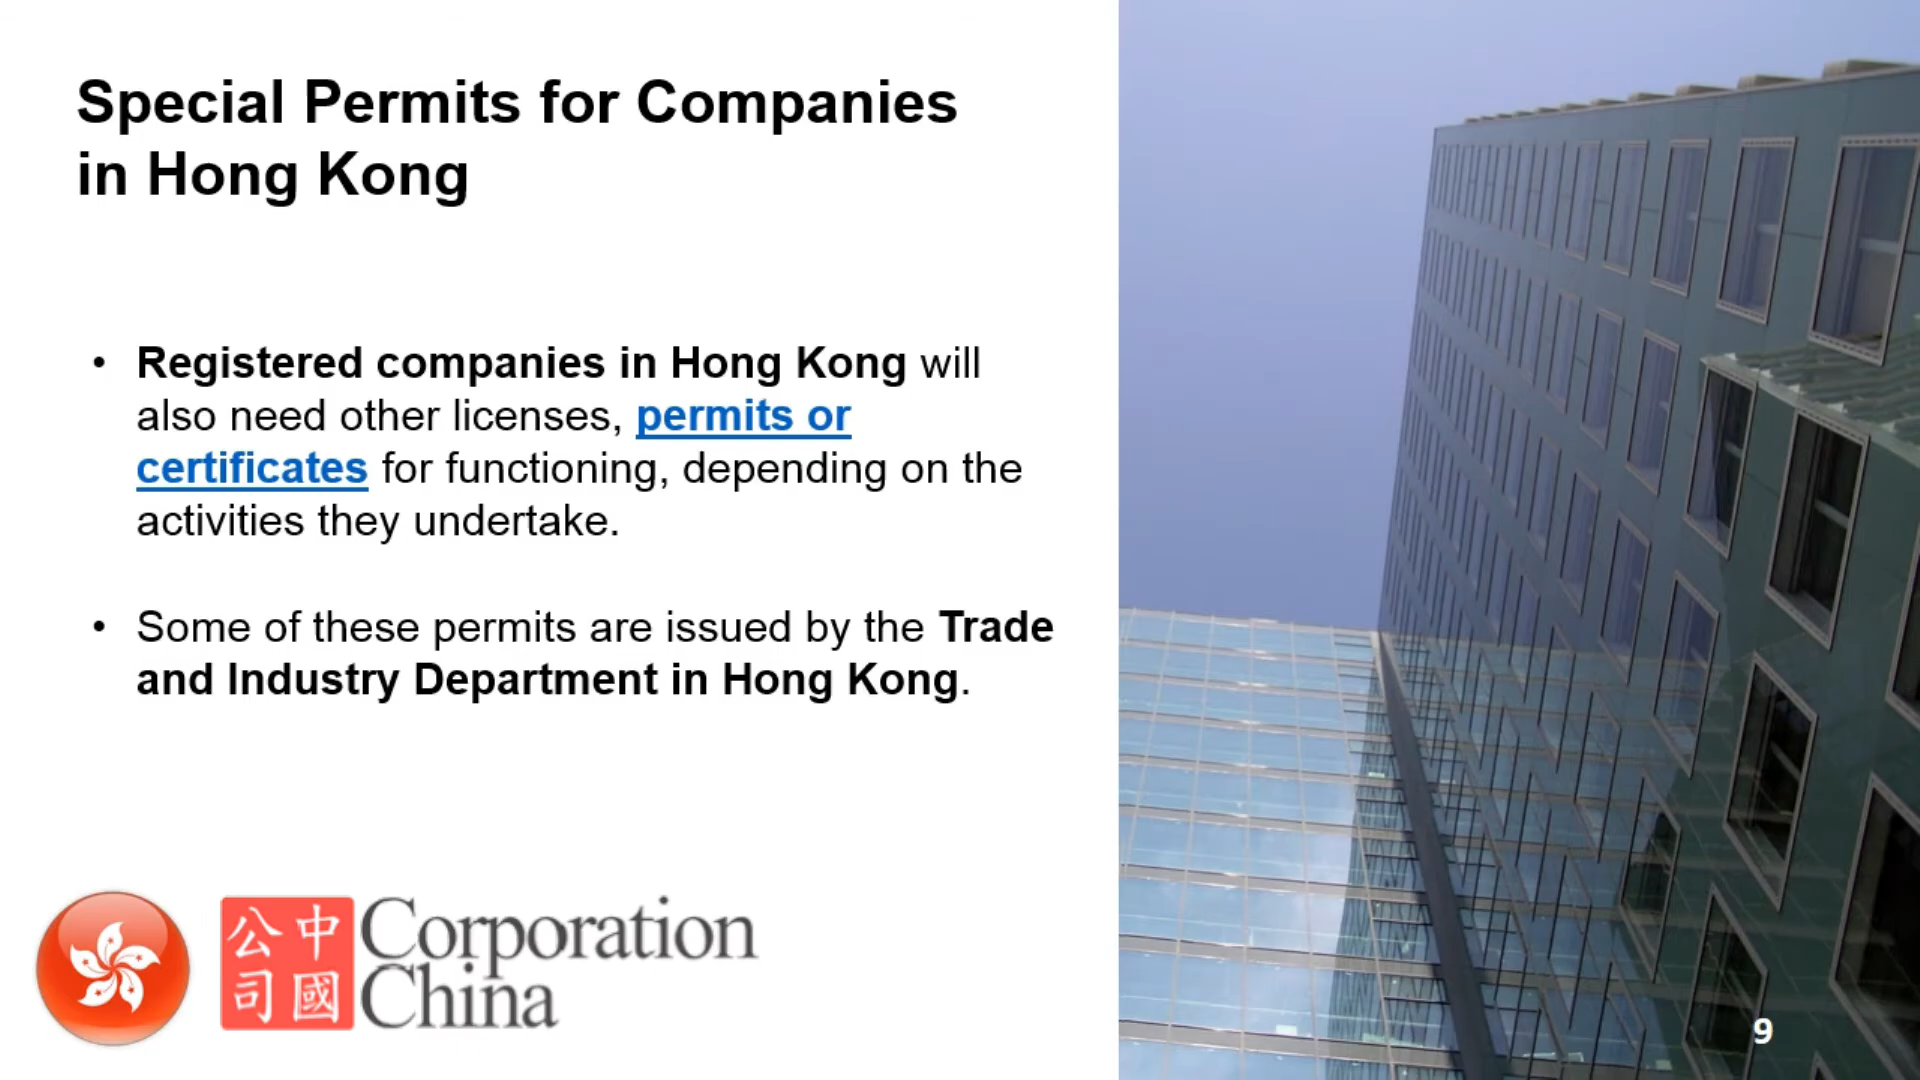 Special Permits for Companies
in Hong Kong
• Registered companies in Hong Kong will
also need other licenses, permits or
certificates for functioning, depending on the
activities they undertake.
• Some of these permits are issued by the Trade
and Industry Department in Hong Kong.
公中
司國
Corporation
China
9